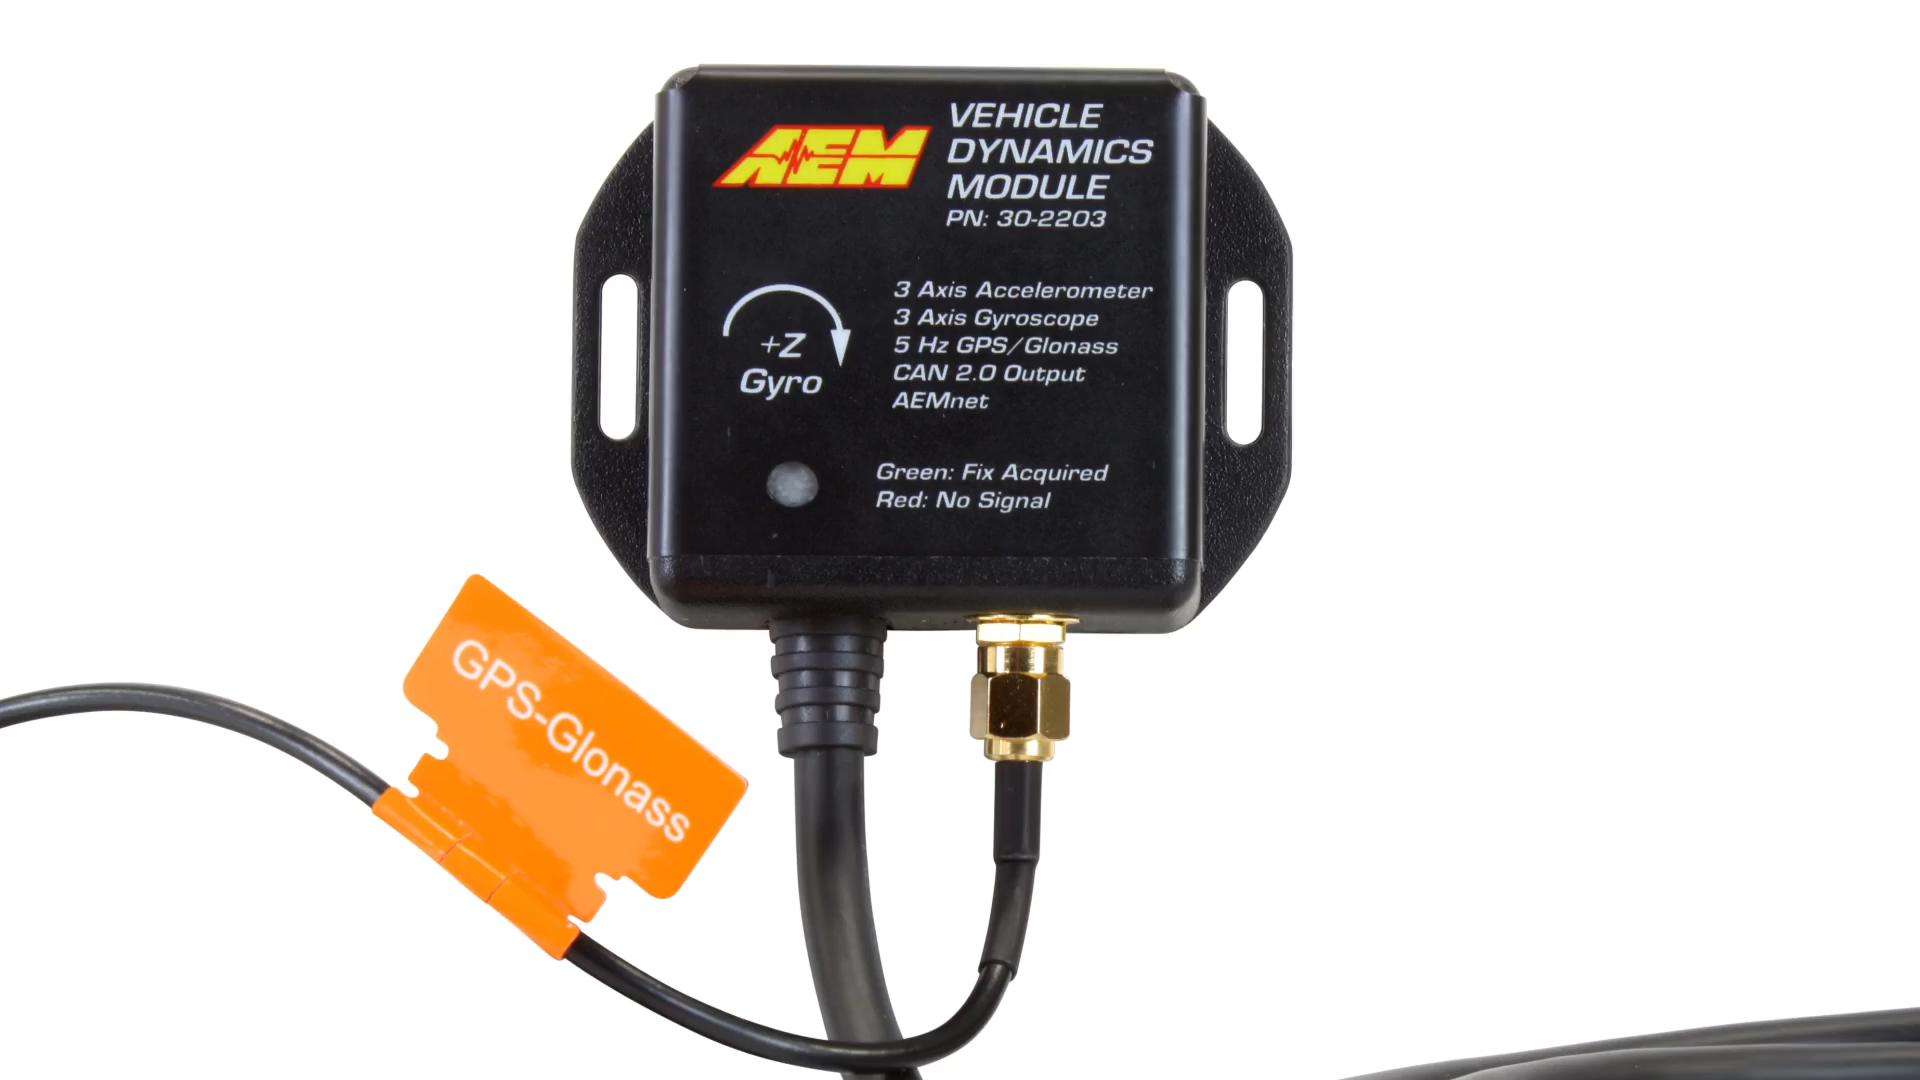 AEM
VEHICLE
DYNAMICS
MODULE
PN: 30-2203
+Z
Gyro
3 Axis Accelerometer
3 Axis Gyroscope
5 Hz GPS/Glonass
CAN 2.0 Output
AEMnet
Green: Fix Acquired
Red: No Signal
GPS-Glonass